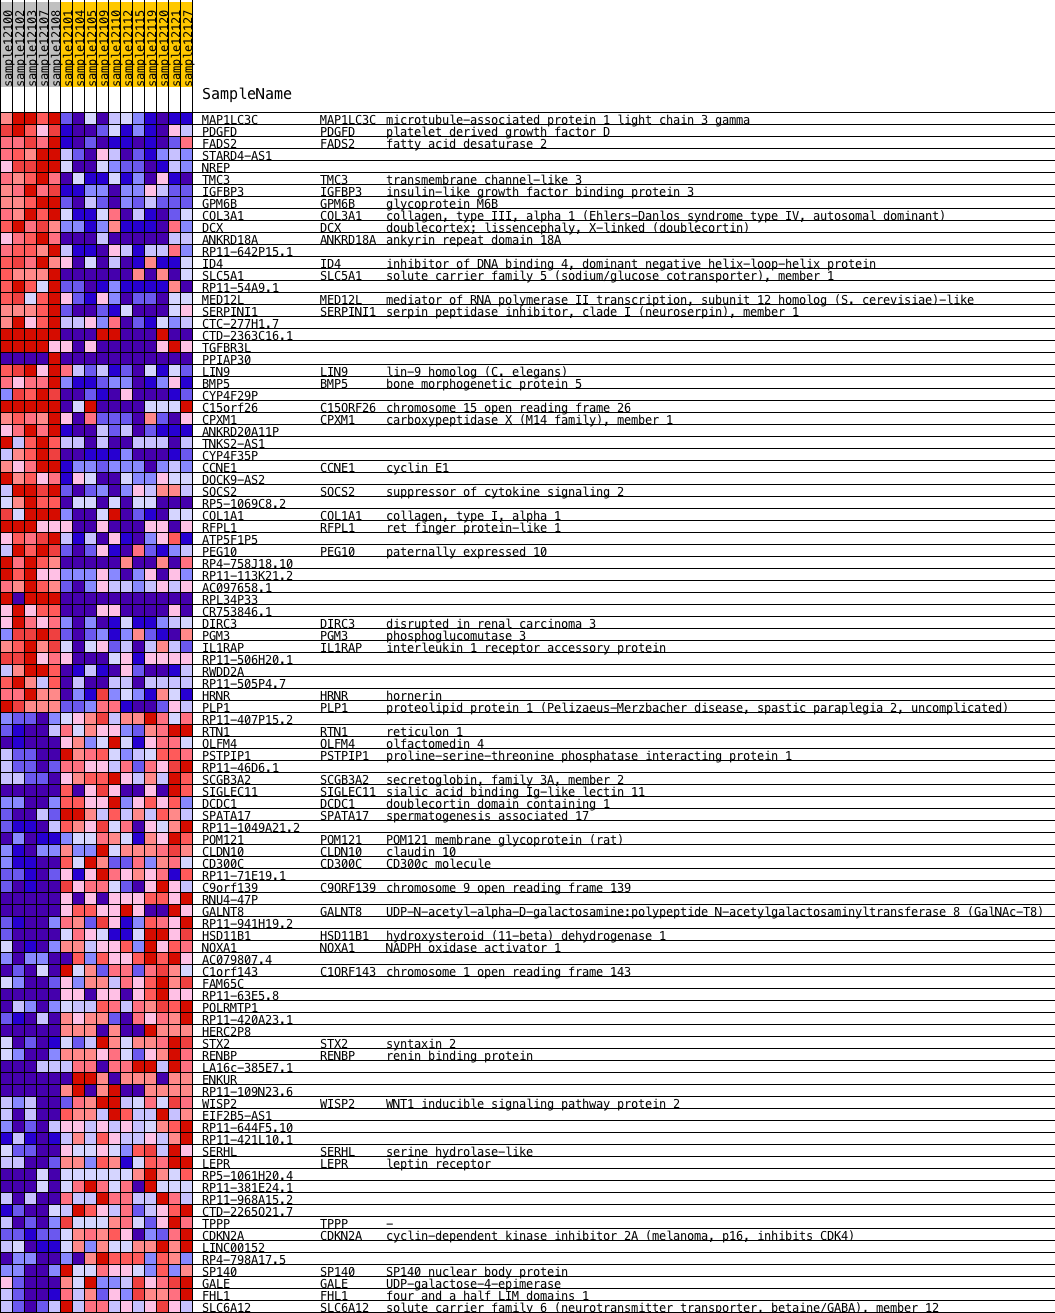 sample12100
sample12102
sample12103
sample12107
sample12108
sample12101
sample12104
sample12105
sample12109
sample12110
sample12112
sample12115
sample12119
sample12120
sample12121
sample12127
SampleName
MAP1LC3C MAP1LC3C microtubule-associated protein 1 light chain 3 gamma
PDGFD PDGFD platelet derived growth factor D
FADS2 FADS2 fatty acid desaturase 2
STARD4-AS1
NREP
TMC3 TMC3 transmembrane channel-like 3
IGFBP3 IGFBP3 insulin-like growth factor binding protein 3
GPM6B GPM6B glycoprotein M6B
COL3A1 COL3A1 collagen, type III, alpha 1 (Ehlers-Danlos syndrome type IV, autosomal dominant)
DCX DCX doublecortex; lissencephaly, X-linked (doublecortin)
ANKRD18A ANKRD18A ankyrin repeat domain 18A
RP11-642P15.1
ID4 ID4 inhibitor of DNA binding 4, dominant negative helix-loop-helix protein
SLC5A1 SLC5A1 solute carrier family 5 (sodium/glucose cotransporter), member 1
RP11-54A9.1
MED12L MED12L mediator of RNA polymerase II transcription, subunit 12 homolog (S. cerevisiae)-like
SERPINI1 SERPINI1 serpin peptidase inhibitor, clade I (neuroserpin), member 1
CTC-277H1.7
CTD-2363C16.1
TGFBR3L
PPIAP30
LIN9 LIN9 lin-9 homolog (C. elegans)
BMP5 BMP5 bone morphogenetic protein 5
CYP4F29P
C15orf26 C15ORF26 chromosome 15 open reading frame 26
CPXM1 CPXM1 carboxypeptidase X (M14 family), member 1
ANKRD20A11P
TNKS2-AS1
CYP4F35P
CCNE1 CCNE1 cyclin E1
DOCK9-AS2
SOCS2 SOCS2 suppressor of cytokine signaling 2
RP5-1069C8.2
COL1A1 COL1A1 collagen, type I, alpha 1
RFPL1 RFPL1 ret finger protein-like 1
ATP5F1P5
PEG10 PEG10 paternally expressed 10
RP4-758J18.10
RP11-113K21.2
AC097658.1
RPL34P33
CR753846.1
DIRC3 DIRC3 disrupted in renal carcinoma 3
PGM3 PGM3 phosphoglucomutase 3
IL1RAP IL1RAP interleukin 1 receptor accessory protein
RP11-506H20.1
RWDD2A
RP11-505P4.7
HRNR HRNR hornerin
PLP1 PLP1 proteolipid protein 1 (Pelizaeus-Merzbacher disease, spastic paraplegia 2, uncomplicated)
RP11-407P15.2
RTN1 RTN1 reticulon 1
OLFM4 OLFM4 olfactomedin 4
PSTPIP1 PSTPIP1 proline-serine-threonine phosphatase interacting protein 1
RP11-46D6.1
SCGB3A2 SCGB3A2 secretoglobin, family 3A, member 2
SIGLEC11 SIGLEC11 sialic acid binding Ig-like lectin 11
DCDC1 DCDC1 doublecortin domain containing 1
SPATA17 SPATA17 spermatogenesis associated 17
RP11-1049A21.2
POM121 POM121 POM121 membrane glycoprotein (rat)
CLDN10 CLDN10 claudin 10
CD300C CD300C CD300c molecule
RP11-71E19.1
C9orf139 C9ORF139 chromosome 9 open reading frame 139
RNU4-47P
GALNT8 GALNT8 UDP-N-acetyl-alpha-D-galactosamine:polypeptide N-acetylgalactosaminyltransferase 8 (GalNAc-T8)
RP11-941H19.2
HSD11B1 HSD11B1 hydroxysteroid (11-beta) dehydrogenase 1
NOXA1 NOXA1 NADPH oxidase activator 1
AC079807.4
C1orf143 C1ORF143 chromosome 1 open reading frame 143
FAM65C
RP11-63E5.8
POLRMTP1
RP11-420A23.1
HERC2P8
STX2 STX2 syntaxin 2
RENBP RENBP renin binding protein
LA16c-385E7.1
ENKUR
RP11-109N23.6
WISP2 WISP2 WNT1 inducible signaling pathway protein 2
EIF2B5-AS1
RP11-644F5.10
RP11-421L10.1
SERHL SERHL serine hydrolase-like
LEPR LEPR leptin receptor
RP5-1061H20.4
RP11-381E24.1
RP11-968A15.2
CTD-2265O21.7
TPPP TPPP –
CDKN2A CDKN2A cyclin-dependent kinase inhibitor 2A (melanoma, p16, inhibits CDK4)
LINC00152
RP4-798A17.5
SP140 SP140 SP140 nuclear body protein
GALE GALE UDP-galactose-4-epimerase
FHL1 FHL1 four and a half LIM domains 1
SLC6A12 SLC6A12 solute carrier family 6 (neurotransmitter transporter, betaine/GABA), member 12